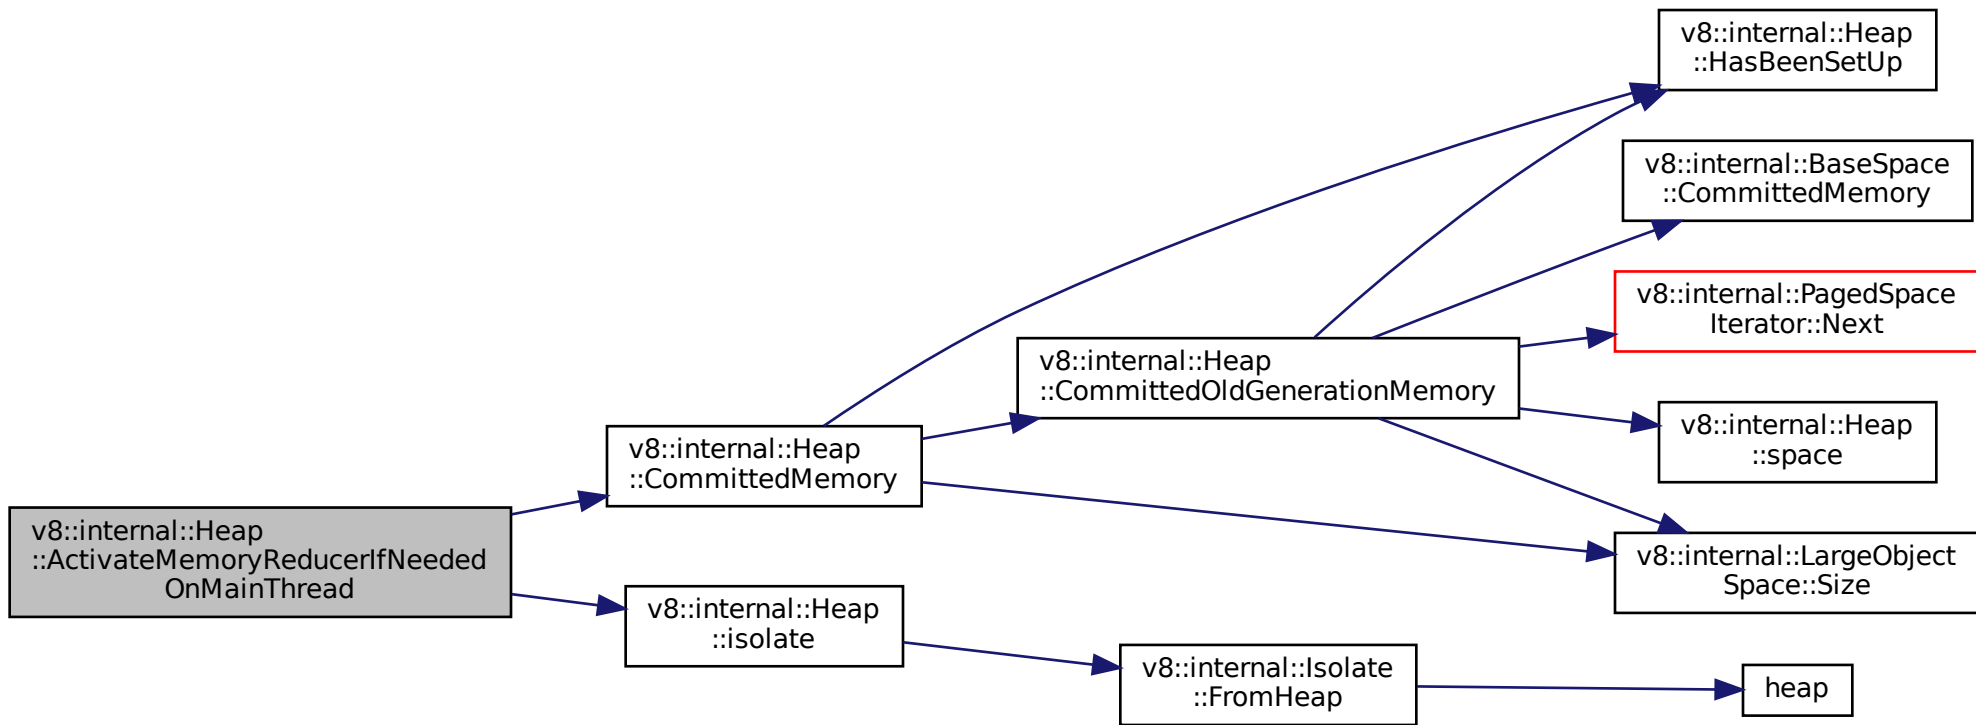 v8::internal::Heap
::HasBeenSetUp
v8::internal::BaseSpace
::CommittedMemory
v8::internal::PagedSpace
Iterator::Next
v8::internal::Heap
::CommittedOldGenerationMemory
v8::internal::Heap
::space
v8::internal::Heap
::CommittedMemory
v8::internal::Heap
::ActivateMemoryReducerIfNeeded
OnMainThread
v8::internal::LargeObject
Space::Size
v8::internal::Heap
::isolate
v8::internal::Isolate
::FromHeap
heap